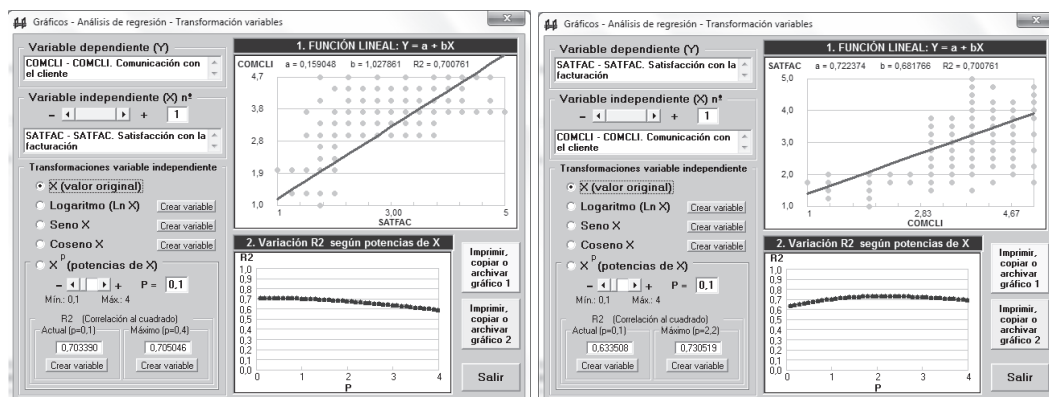 Gráficos - Análisis de regresión - Transformación variables
Variable dependiente (Y)
COMCLI - COMCLI. Comunicación con
el cliente
Variable independiente (X) nº
- + 1
SATFAC - SATFAC. Satisfacción con la
facturación
Transformaciones variable independiente
X (valor original)
Logaritmo (Ln X) Crear variable
Seno X Crear variable
Coseno X Crear variable
X p (potencias de X)
- + P = 0,1
Mín.: 0,1 Máx.: 4
R2 (Correlación al cuadrado)
Actual (p=0,1) Máximo (p=0,4)
0,703390 0,705046
Crear variable Crear variable
1. FUNCIÓN LINEAL: Y = a + bX
COMCLI a = 0,159048 b = 1,027861 R2 = 0,700761
4,7
3,8
2,8
1,9
1,0
1 3,00 5
SATFAC
2. Variación R2 según potencias de X
R2
1,0
0,9
0,8
0,7
0,6
0,5
0,4
0,3
0,2
0,1
0,0
0 1 2 3 4
P
Imprimir,
copiar o
archivar
gráfico 1
Imprimir,
copiar o
archivar
gráfico 2
Salir
Gráficos - Análisis de regresión - Transformación variables
Variable dependiente (Y)
SATFAC - SATFAC. Satisfacción con la
facturación
Variable independiente (X) nº
- + 1
COMCLI - COMCLI. Comunicación con
el cliente
Transformaciones variable independiente
X (valor original)
Logaritmo (Ln X) Crear variable
Seno X Crear variable
Coseno X Crear variable
X p (potencias de X)
- + P = 0,1
Mín.: 0,1 Máx.: 4
R2 (Correlación al cuadrado)
Actual (p=0,1) Máximo (p=2,2)
0,633508 0,730519
Crear variable Crear variable
1. FUNCIÓN LINEAL: Y = a + bX
SATFAC a = 0,722374 b = 0,681766 R2 = 0,700761
5,0
4,0
3,0
2,0
1,0
1 2,83 4,67
COMCLI
2. Variación R2 según potencias de X
R2
1,0
0,9
0,8
0,7
0,6
0,5
0,4
0,3
0,2
0,1
0,0
0 1 2 3 4
P
Imprimir,
copiar o
archivar
gráfico 1
Imprimir,
copiar o
archivar
gráfico 2
Salir